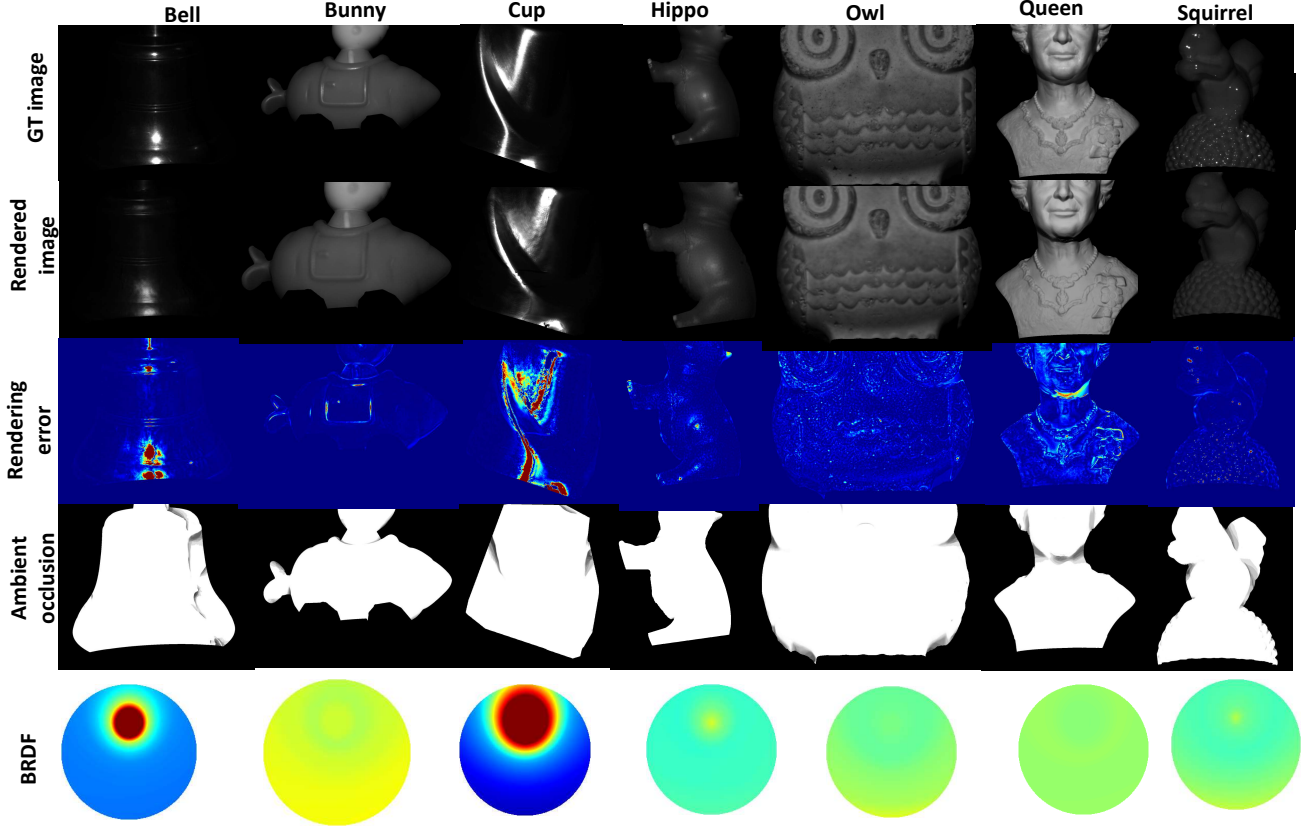 Bell
Bunny
Cup
Hippo
Owl
Queen
Squirrel
GT image
Rendered
image
Rendering
error
Ambient
occlusion
BRDF